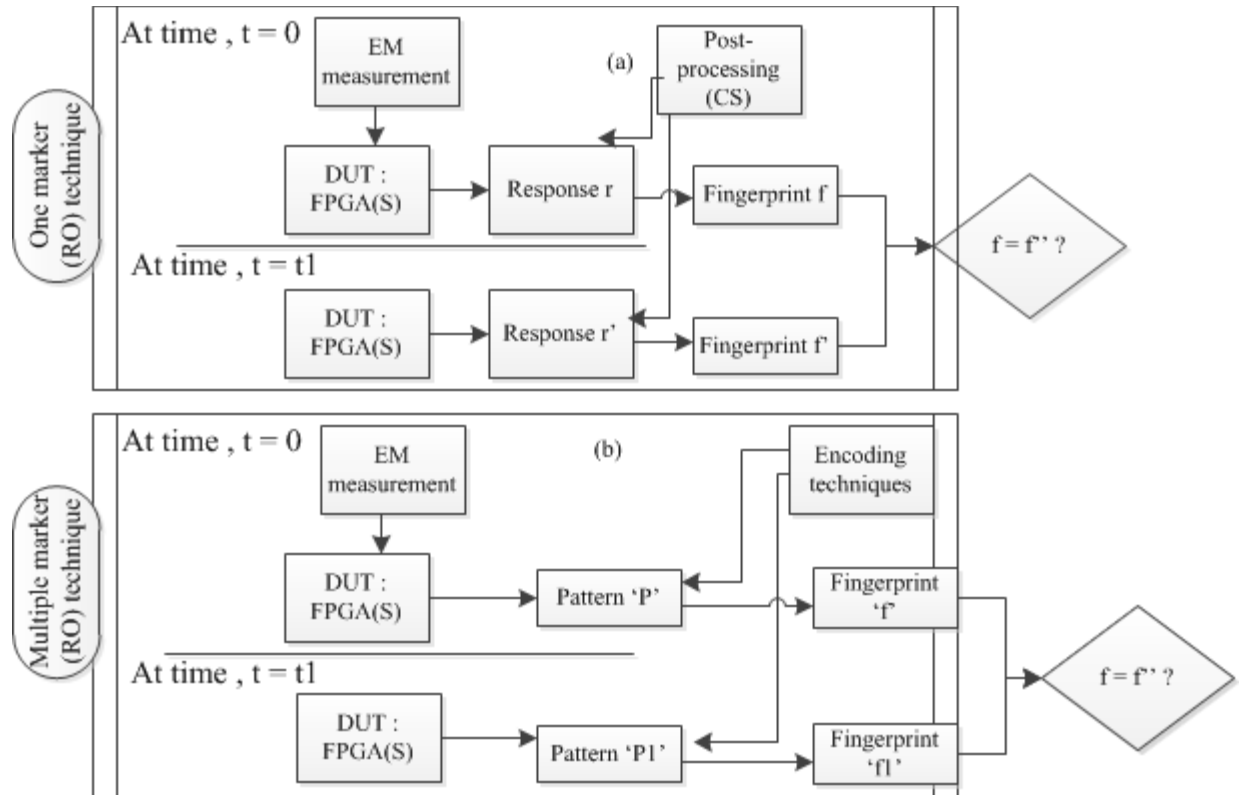 One marker
(RO) technique
At time , t = 0
EM
measurement
(a)
Post-
processing
(CS)
DUT :
FPGA(S)
Response r
Fingerprint f
f = f’’ ?
At time , t = t1
DUT :
FPGA(S)
Response r’
Fingerprint f’
Multiple marker
(RO) technique
At time , t = 0
EM
measurement
(b)
Encoding
techniques
DUT :
FPGA(S)
Pattern ‘P’
Fingerprint
‘f’
f = f’’ ?
At time , t = t1
DUT :
FPGA(S)
Pattern ‘P1’
Fingerprint
‘f1’